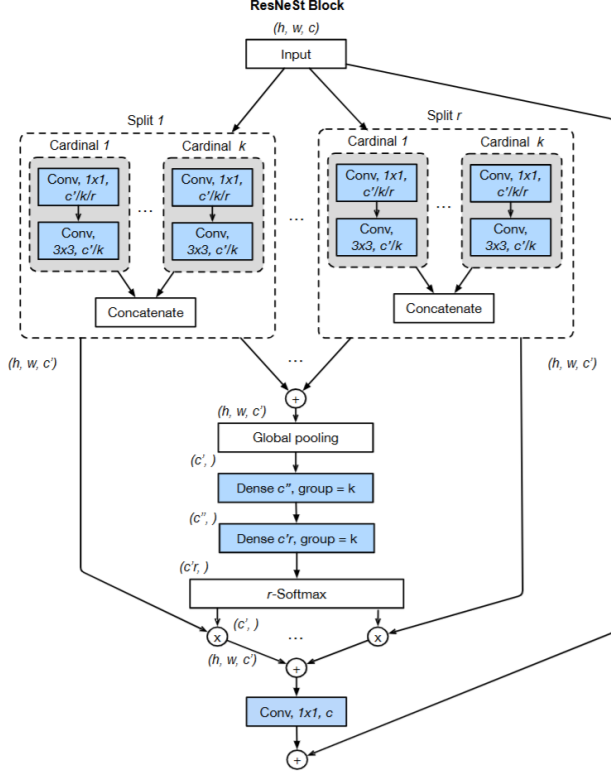 ResNeSt Block
(h, w, c)
Input
Split 1
Split r
Cardinal 1
Cardinal k
Cardinal 1
Cardinal k
Conv, 1x1,
c'/k/r
Conv, 1x1,
c'/k/r
Conv, 1x1,
c'/k/r
Conv, 1x1,
c'/k/r
...
...
...
Conv,
3x3, c'/k
Conv,
3x3, c'/k
Conv,
3x3, c'/k
Conv,
3x3, c'/k
Concatenate
Concatenate
(h, w, c')
...
(h, w, c')
+
(h, w, c')
Global pooling
(c', )
Dense c'', group = k
(c'', )
Dense c'r, group = k
(c'r, )
r-Softmax
(c', )
x
...
x
(h, w, c')
+
Conv, 1x1, c
+